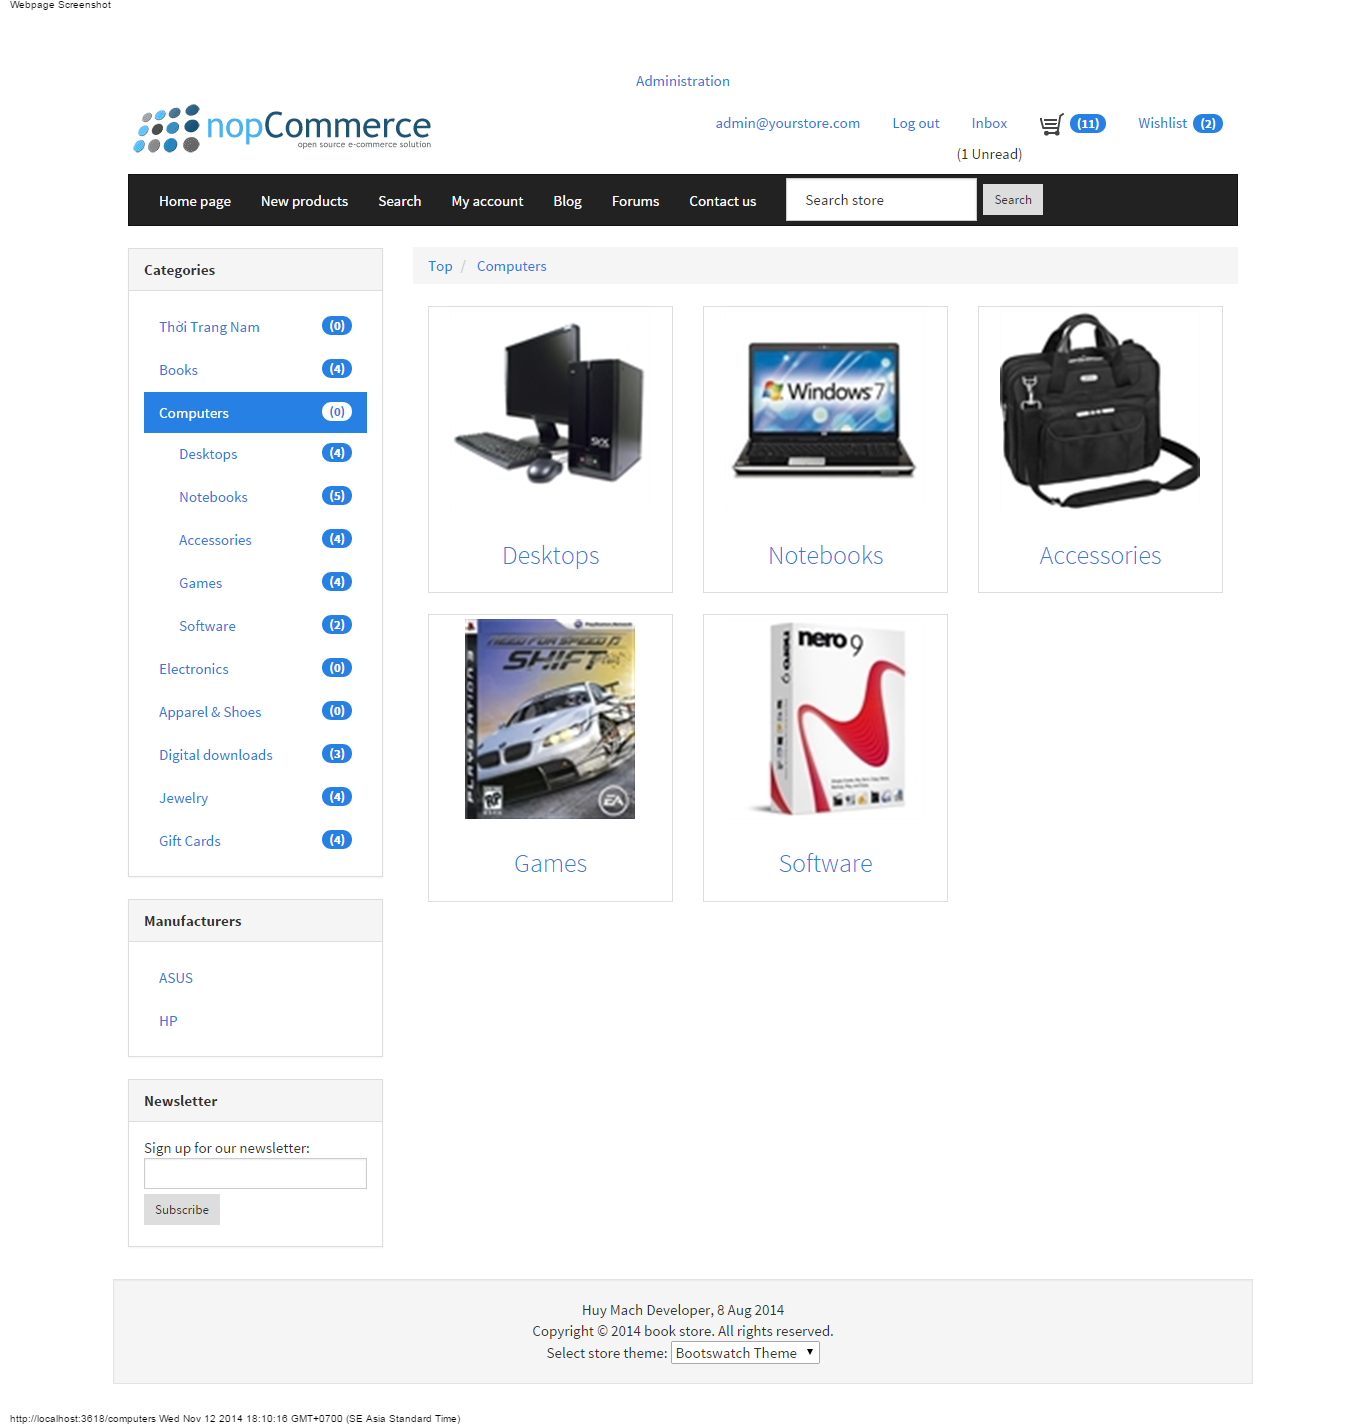 Webpage Screenshot
Administration
nopCommerce
open source e-commerce solution
admin@yourstore.com Log out Inbox (11) Wishlist (2)
(1 Unread)
Home page New products Search My account Blog Forums Contact us Search store Search
Categories
Thời Trang Nam (0)
Books (4)
Computers (0)
Desktops (4)
Notebooks (5)
Accessories (4)
Games (4)
Software (2)
Electronics (0)
Apparel & Shoes (0)
Digital downloads (3)
Jewelry (4)
Gift Cards (4)
Manufacturers
ASUS
HP
Newsletter
Sign up for our newsletter:
Subscribe
Top / Computers
Windows 7
Desktops
Notebooks
Accessories
PLAYSTATION 3
PlayStation Network
NEED FOR SPEED
SHIFT
RP
EA
nero 9
nero 9
Games
Software
Huy Mach Developer, 8 Aug 2014
Copyright © 2014 book store. All rights reserved.
Select store theme: Bootswatch Theme
http://localhost:3618/computers Wed Nov 12 2014 18:10:16 GMT+0700 (SE Asia Standard Time)